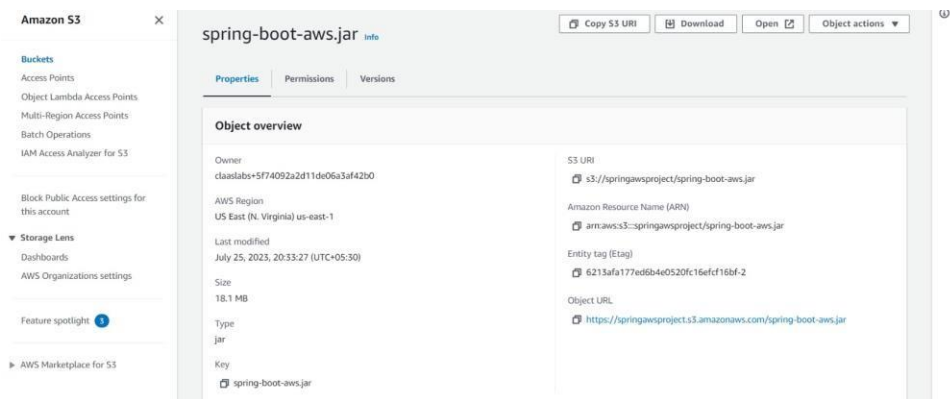 Amazon S3
Buckets
Access Points
Object Lambda Access Points
Multi-Region Access Points
Batch Operations
IAM Access Analyzer for S3
Block Public Access settings for
this account
Storage Lens
Dashboards
AWS Organizations settings
Feature spotlight 3
AWS Marketplace for S3
spring-boot-aws.jar Info
Copy S3 URI Download Open Object actions
Properties Permissions Versions
Object overview
Owner
claaslabs+5f74092a2d11de06a3af42b0
AWS Region
US East (N. Virginia) us-east-1
Last modified
July 25, 2023, 20:33:27 (UTC+05:30)
Size
18.1 MB
Type
jar
Key
spring-boot-aws.jar
S3 URI
s3://springawsproject/spring-boot-aws.jar
Amazon Resource Name (ARN)
arn:aws:s3:::springawsproject/spring-boot-aws.jar
Entity tag (Etag)
6213afa177ed6b4e0520fc16efcf16bf-2
Object URL
https://springawsproject.s3.amazonaws.com/spring-boot-aws.jar